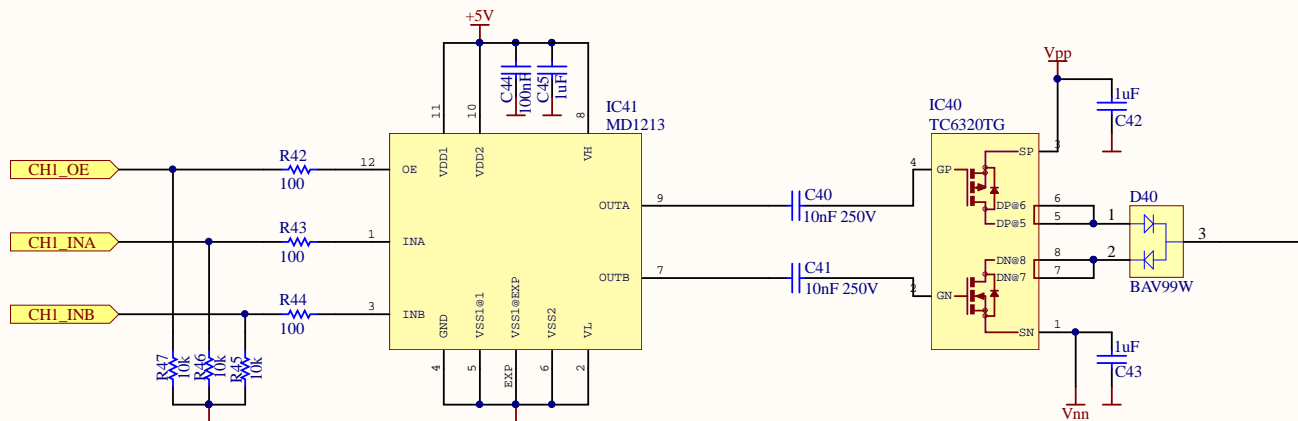 +5V
C44
100nF
C45
1uF
11
10
8
IC41
MD1213
VDD1
VDD2
VH
CH1_OE
R42
100
12
OE
CH1_INA
R43
100
1
INA
CH1_INB
R44
100
3
INB
R47
10k
R46
10k
R45
10k
OUTA
9
OUTB
7
GND
VSS1@1
VSS1@EXP
VSS2
VL
4
5
EXP
6
2
C40
10nF 250V
C41
10nF 250V
Vpp
1uF
C42
IC40
TC6320TG
SP
3
4
GP
DP@6
6
DP@5
5
DN@8
8
DN@7
7
2
GN
SN
1
D40
1
2
3
BAV99W
1uF
C43
Vnn